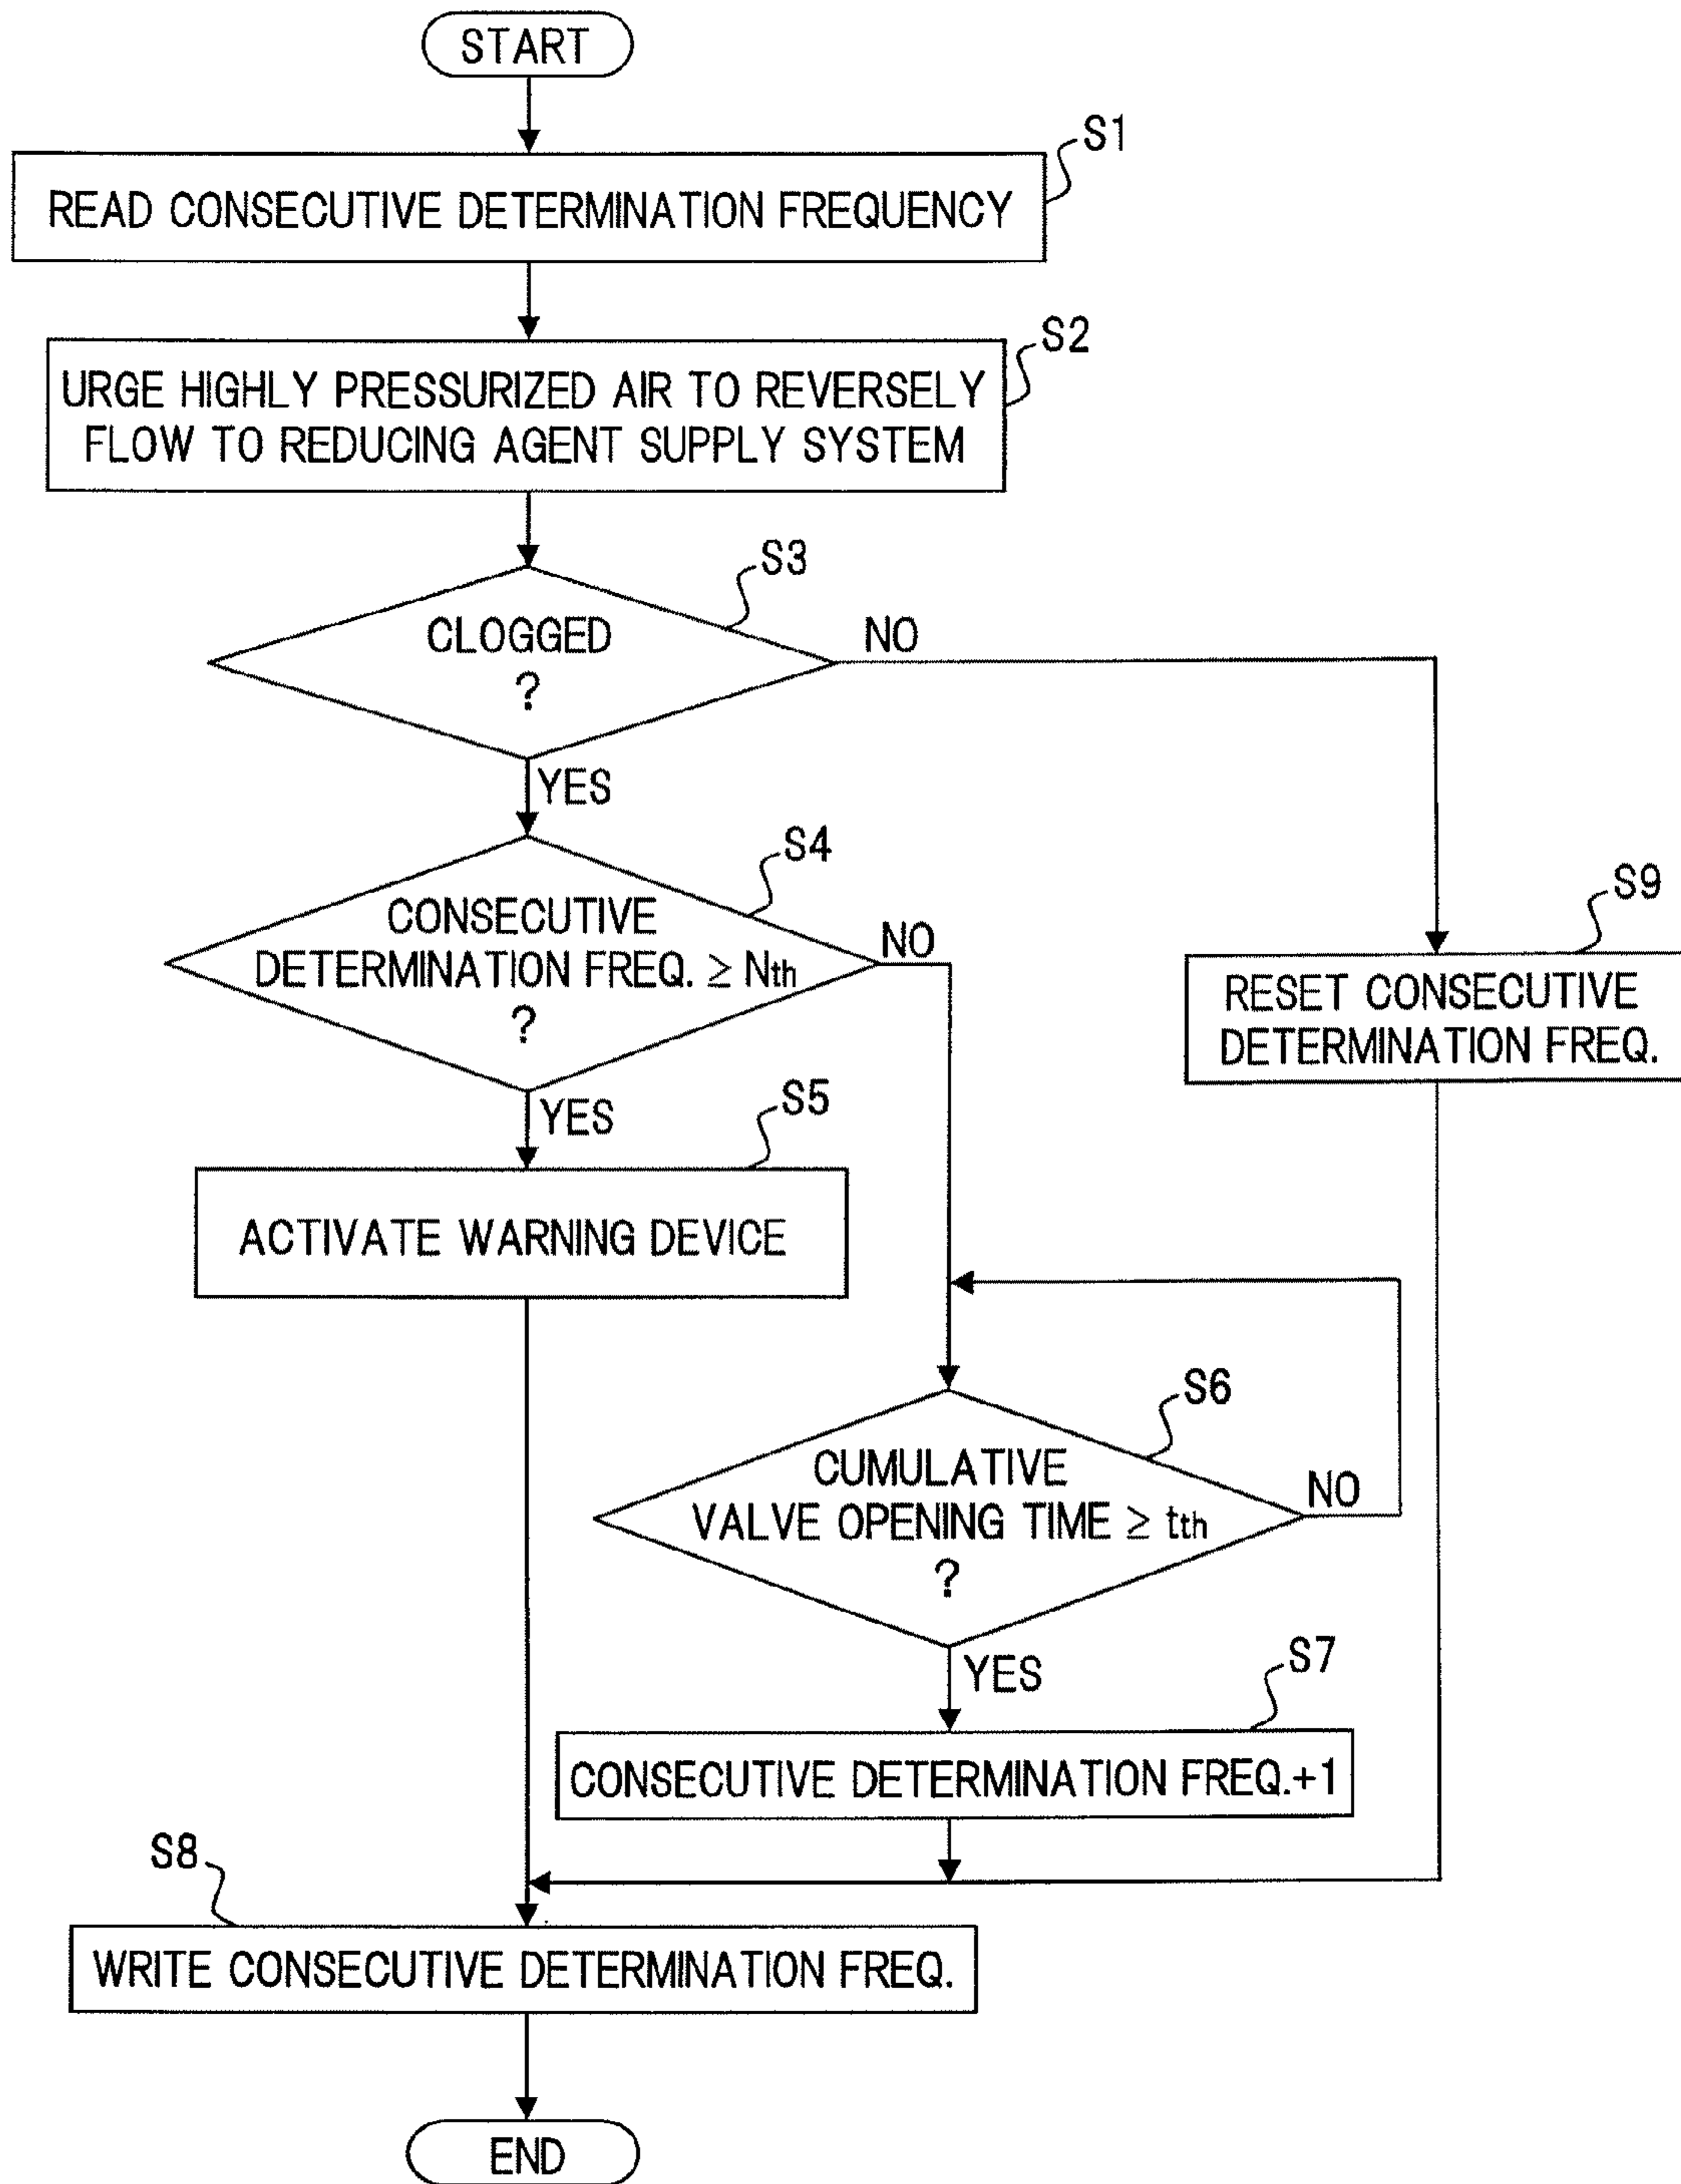 START
S1
READ CONSECUTIVE DETERMINATION FREQUENCY
S2
URGE HIGHLY PRESSURIZED AIR TO REVERSELY
FLOW TO REDUCING AGENT SUPPLY SYSTEM
S3
CLOGGED
?
NO
YES
S4
CONSECUTIVE
DETERMINATION FREQ. ≥ Nth
?
NO
YES
S9
RESET CONSECUTIVE
DETERMINATION FREQ.
S5
ACTIVATE WARNING DEVICE
S6
CUMULATIVE
VALVE OPENING TIME ≥ tth
?
NO
YES
S7
CONSECUTIVE DETERMINATION FREQ.+1
S8
WRITE CONSECUTIVE DETERMINATION FREQ.
END